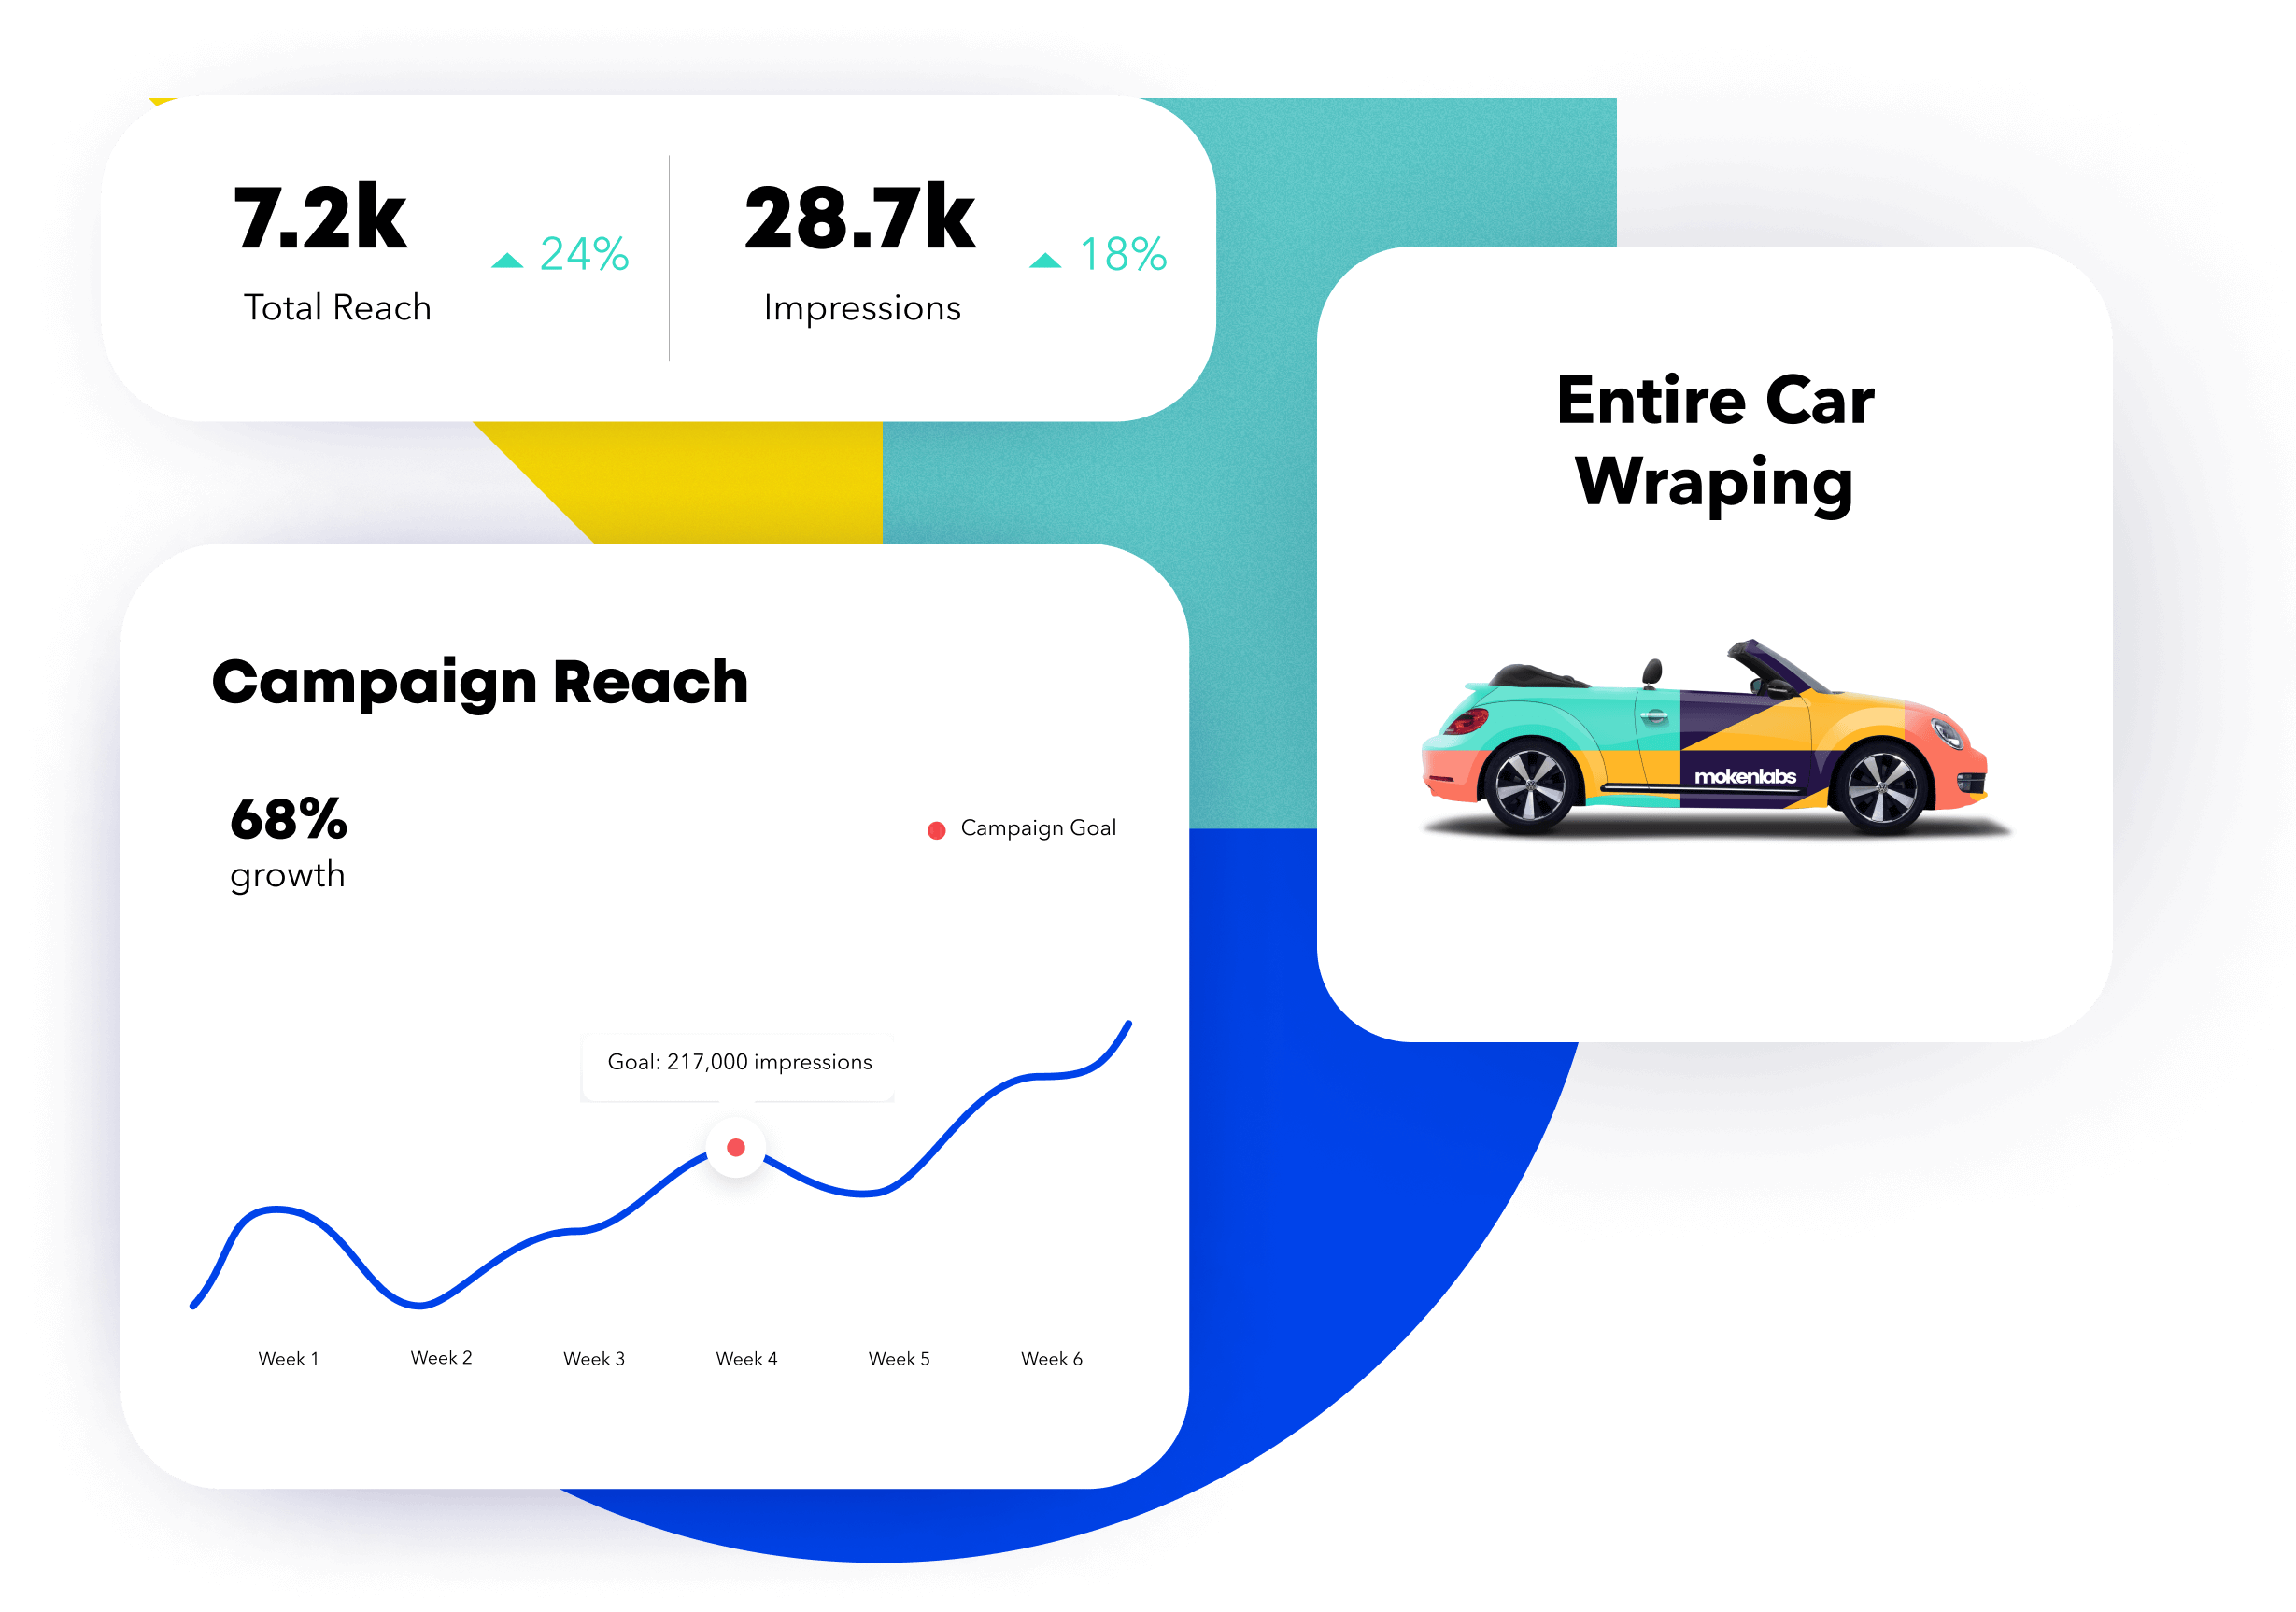 7.2k
24%
Total Reach
28.7k
18%
Impressions
Entire Car
Wraping
mokenlabs
Campaign Reach
68%
growth
Campaign Goal
Goal: 217,000 impressions
Week 1
Week 2
Week 3
Week 4
Week 5
Week 6